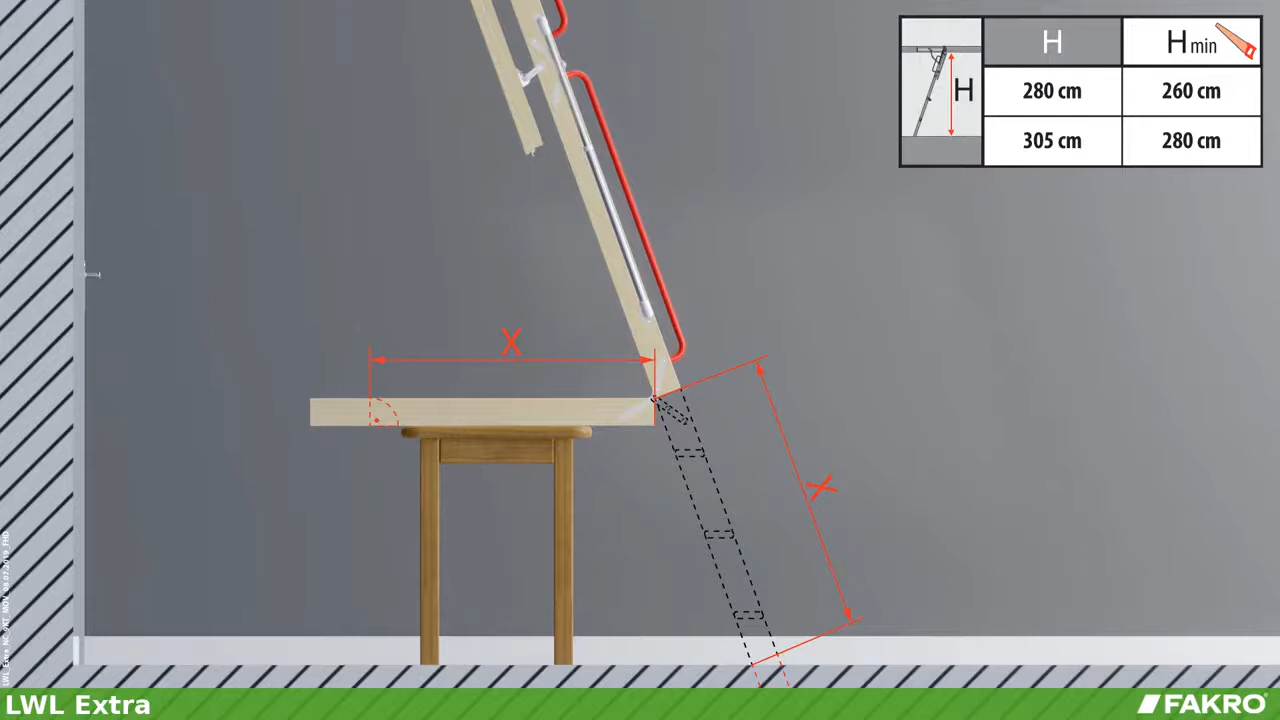 H
H min
H
280 cm
260 cm
305 cm
280 cm
X
X
LWL Extra
FAKRO®